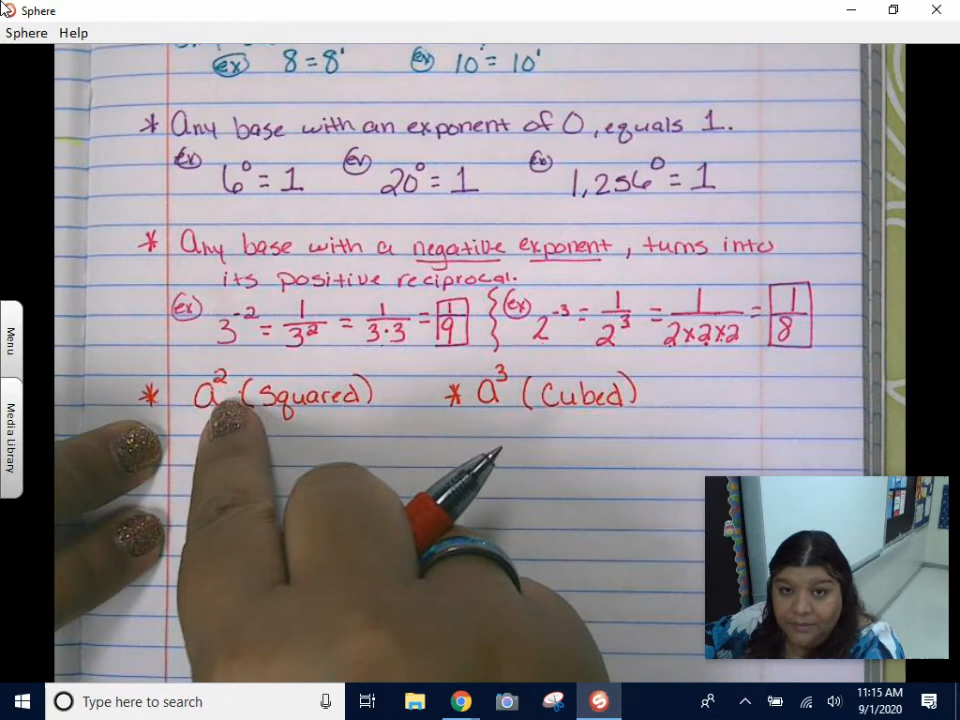 Sphere
Sphere Help
ex 8 = 8¹ ex 10¹ = 10¹
* Any base with an exponent of 0, equals 1.
ex 6⁰ = 1 ex 20⁰ = 1 ex 1,256⁰ = 1
* Any base with a negative exponent, turns into
its positive reciprocal.
ex 3⁻² = 1/3² = 1/3·3 = 1/9 { ex 2⁻³ = 1/2³ = 1/2×2×2 = 1/8
* a² (Squared) * a³ (Cubed)
Menu
Media Library
Type here to search
11:15 AM
9/1/2020